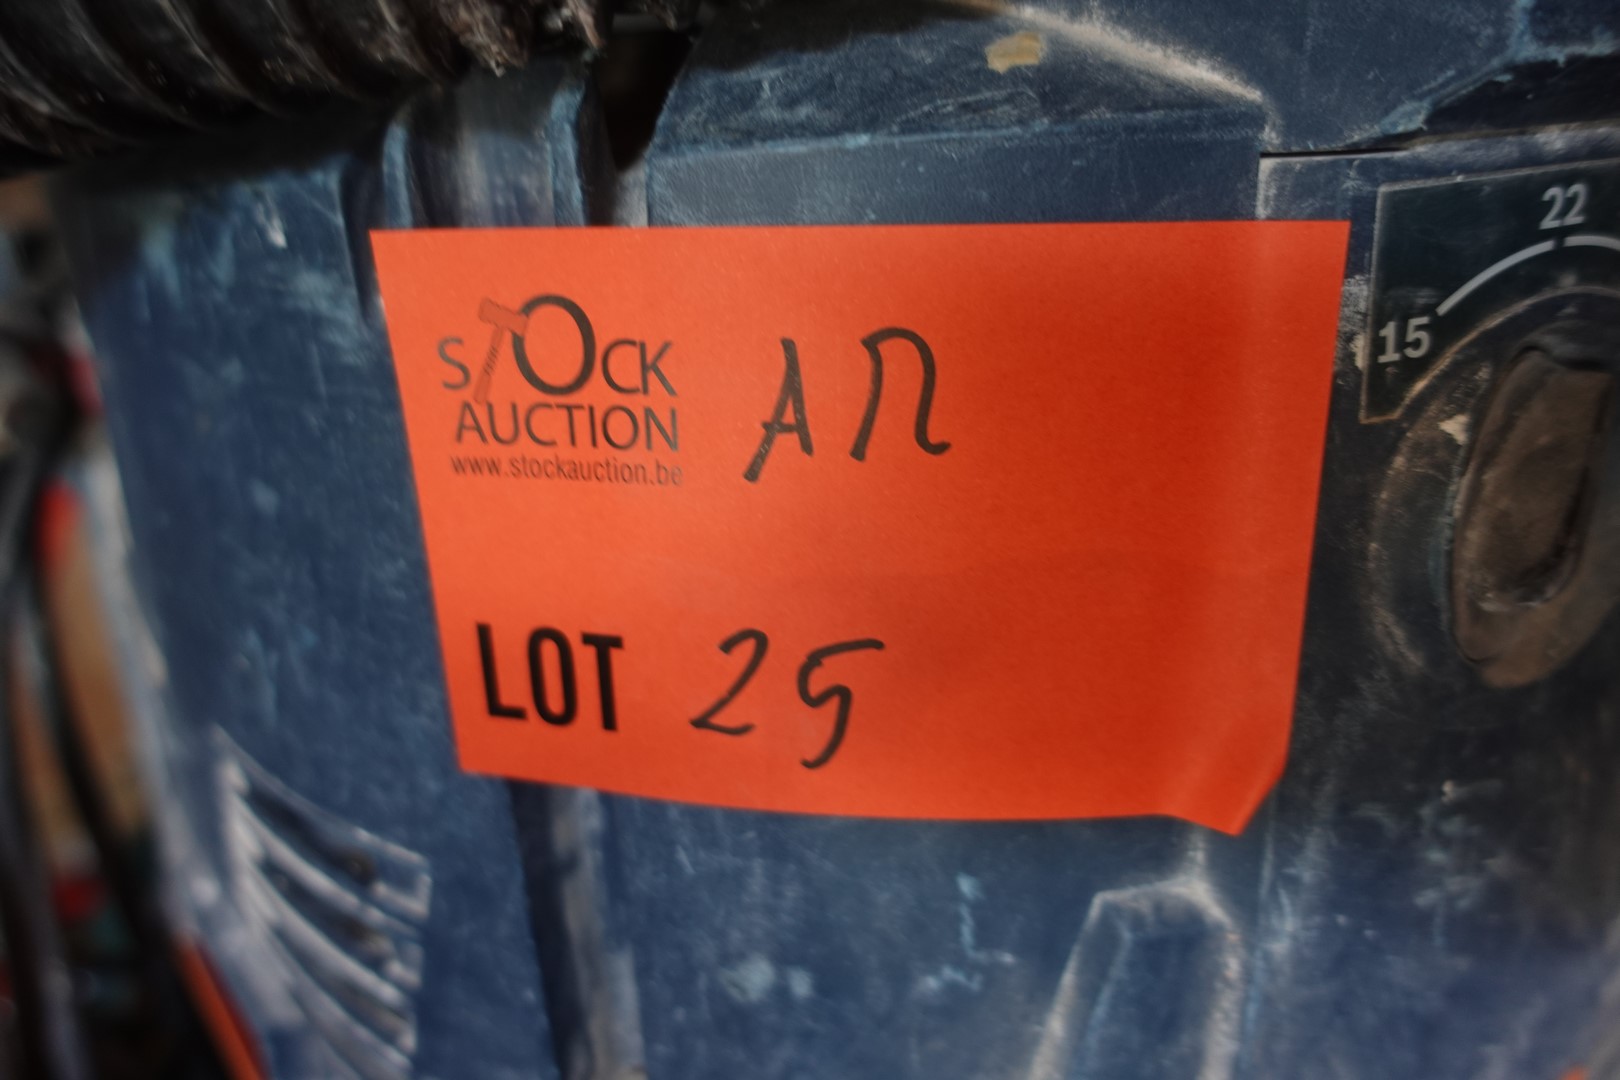 STOCK
AUCTION
www.stockauction.be
LOT 25
22
15